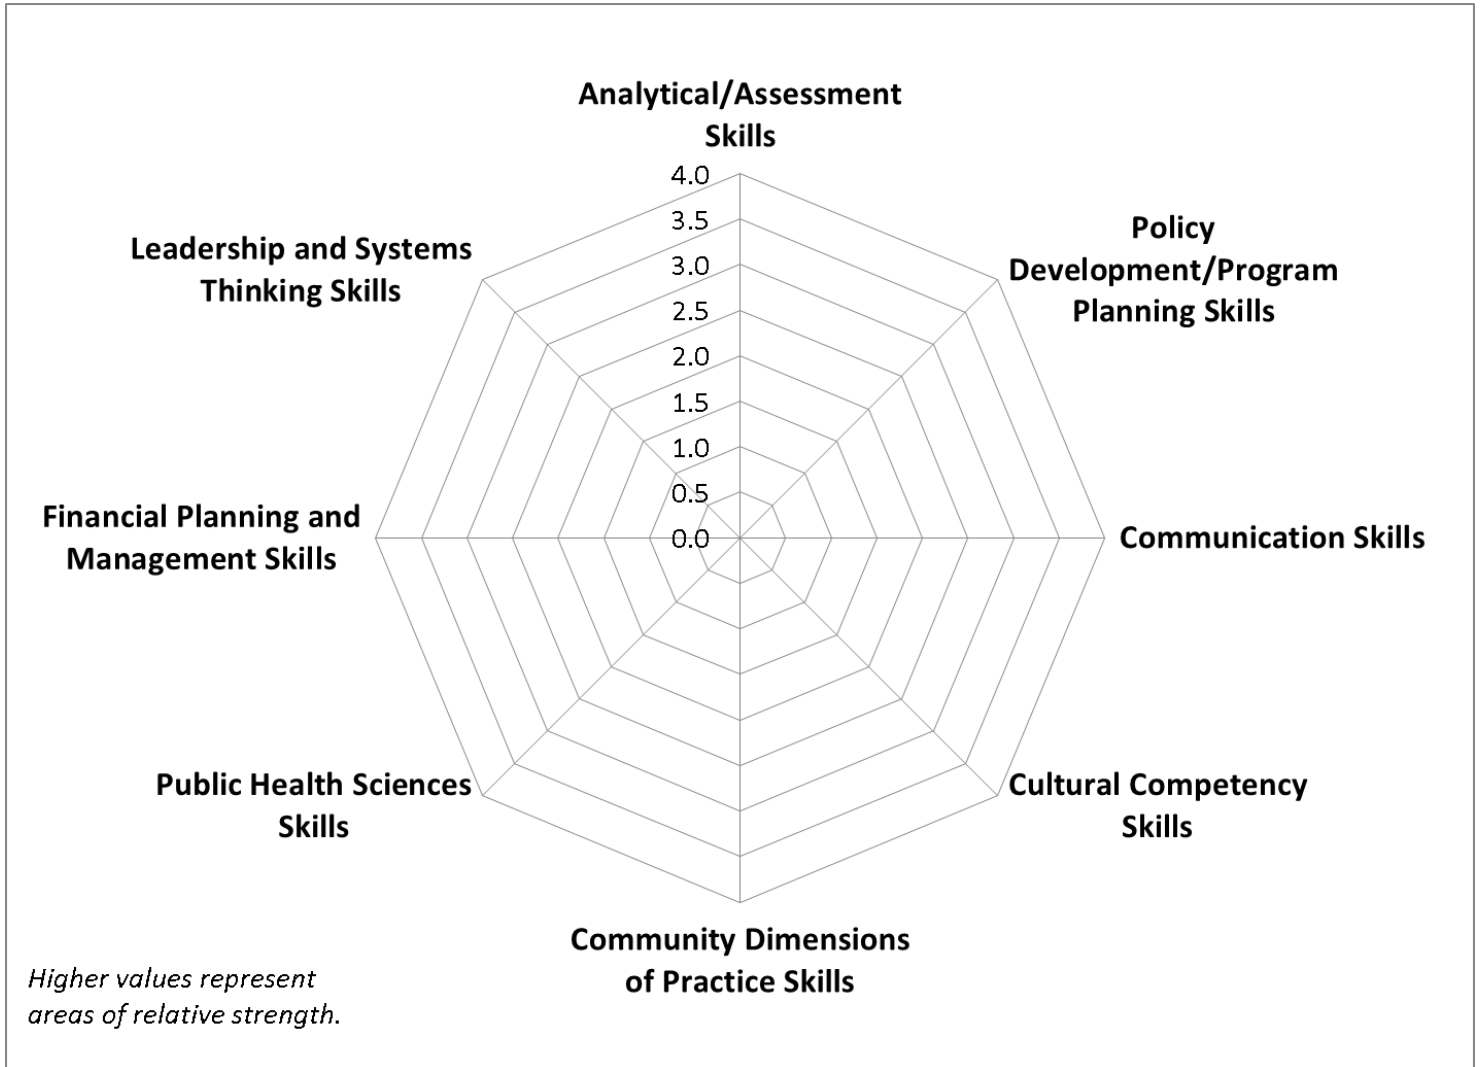 Analytical/Assessment
Skills
Policy
Development/Program
Planning Skills
Communication Skills
Cultural Competency
Skills
Community Dimensions
of Practice Skills
Public Health Sciences
Skills
Financial Planning and
Management Skills
Leadership and Systems
Thinking Skills
4.0
3.5
3.0
2.5
2.0
1.5
1.0
0.5
0.0
Higher values represent
areas of relative strength.